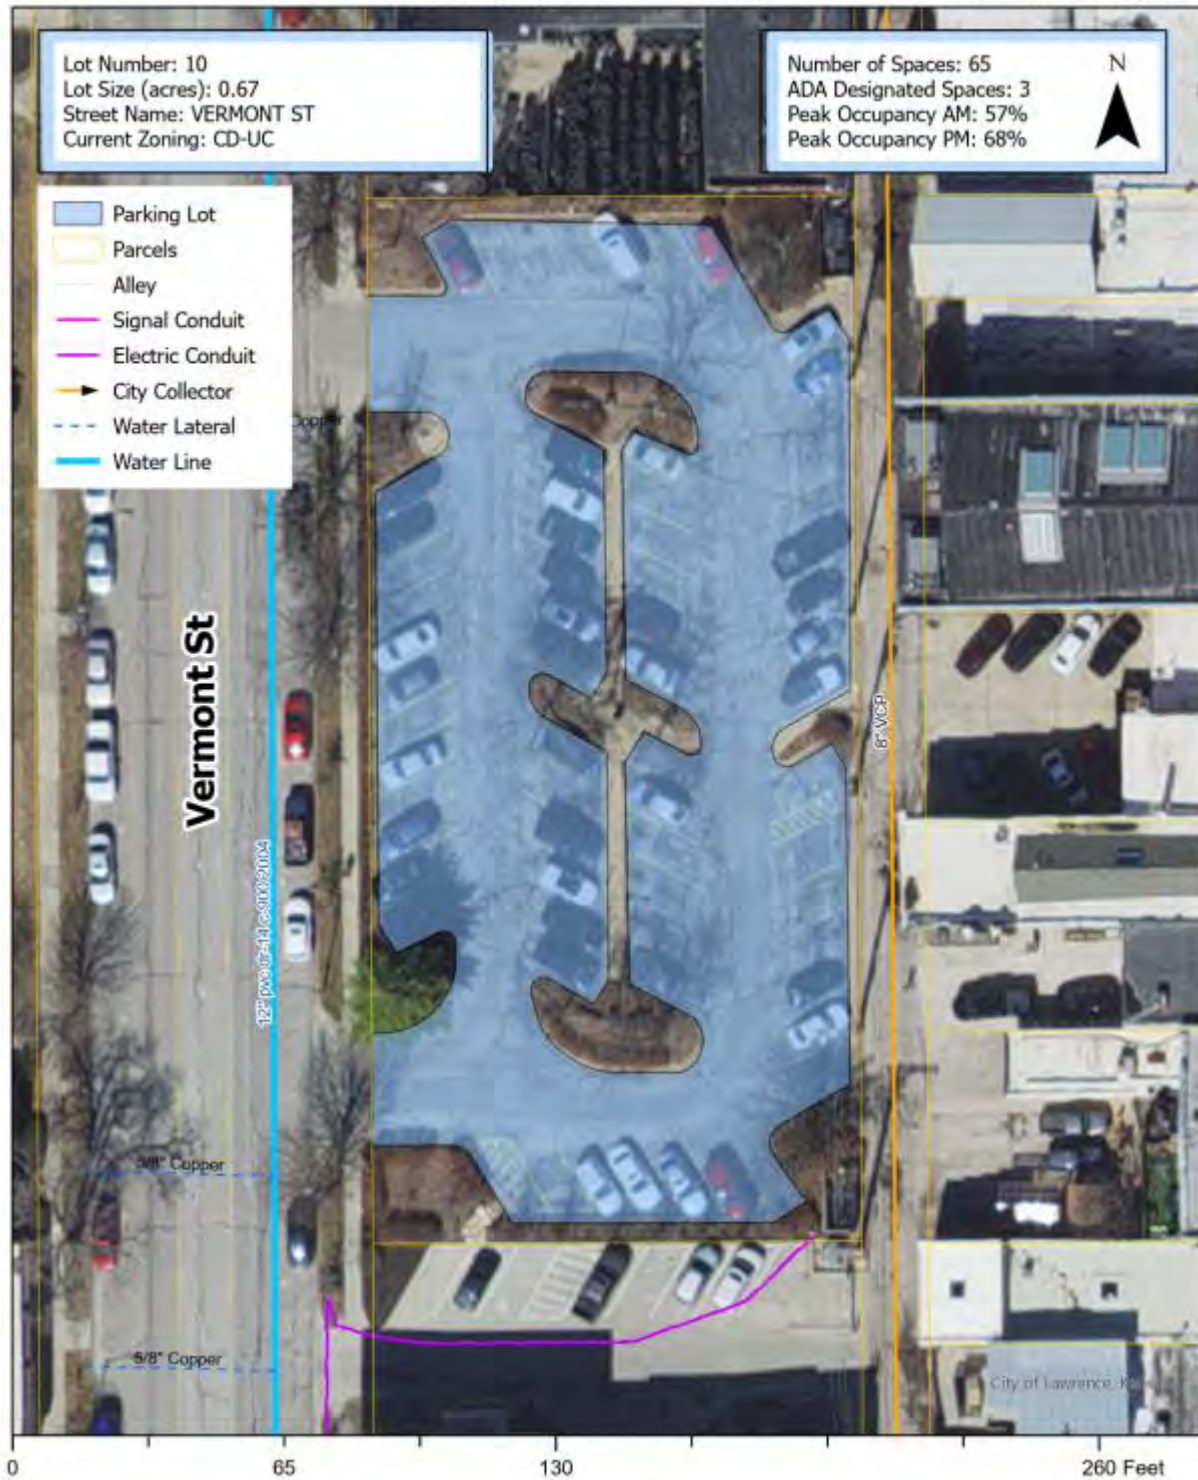 Lot Number: 10
Lot Size (acres): 0.67
Street Name: VERMONT ST
Current Zoning: CD-UC
Number of Spaces: 65
ADA Designated Spaces: 3
Peak Occupancy AM: 57%
Peak Occupancy PM: 68%
N
Parking Lot
Parcels
Alley
Signal Conduit
Electric Conduit
City Collector
Water Lateral
Water Line
Vermont St
8" VCP
5/8" Copper
5/8" Copper
City of Lawrence,
0 65 130 260 Feet